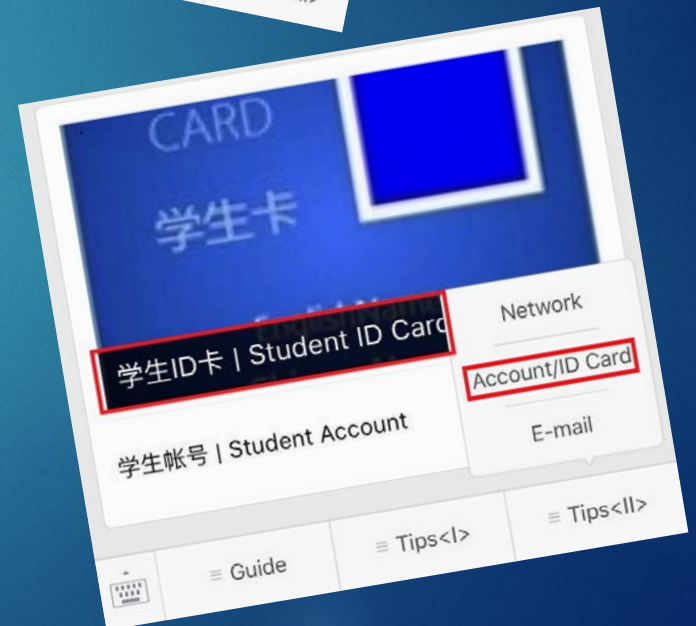 CARD
学生卡
学生ID卡 | Student ID Card
学生帐号 | Student Account
Network
Account/ID Card
E-mail
Guide
Tips<I>
Tips<II>